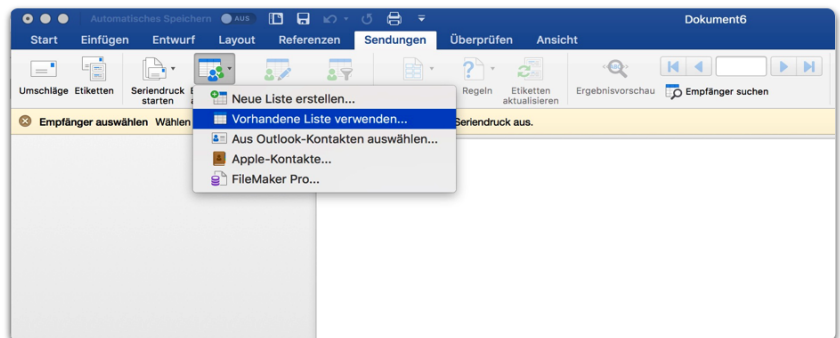 Automatisches Speichern AUS Dokument6
Start Einfügen Entwurf Layout Referenzen Sendungen Überprüfen Ansicht
Umschläge Etiketten Seriendruck starten Regeln Etiketten aktualisieren Ergebnisvorschau Empfänger suchen
Empfänger auswählen Wählen Seriendruck aus.
Neue Liste erstellen...
Vorhandene Liste verwenden...
Aus Outlook-Kontakten auswählen...
Apple-Kontakte...
FileMaker Pro...